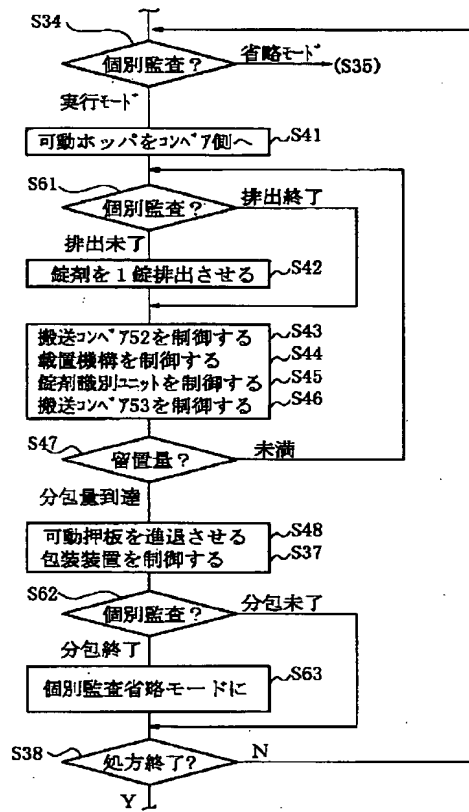 S34
個別監査?
省略モード
(S35)
実行モード
可動ホッパをコンベア側へ
S41
S61
個別監査?
排出終了
排出未了
錠剤を1錠排出させる
S42
搬送コンベア52を制御する
S43
載置機構を制御する
S44
錠剤識別ユニットを制御する
S45
搬送コンベア53を制御する
S46
S47
留置量?
未満
分包量到達
可動押板を進退させる
S48
包装装置を制御する
S37
S62
個別監査?
分包未了
分包終了
個別監査省略モードに
S63
S38
処方終了?
N
Y